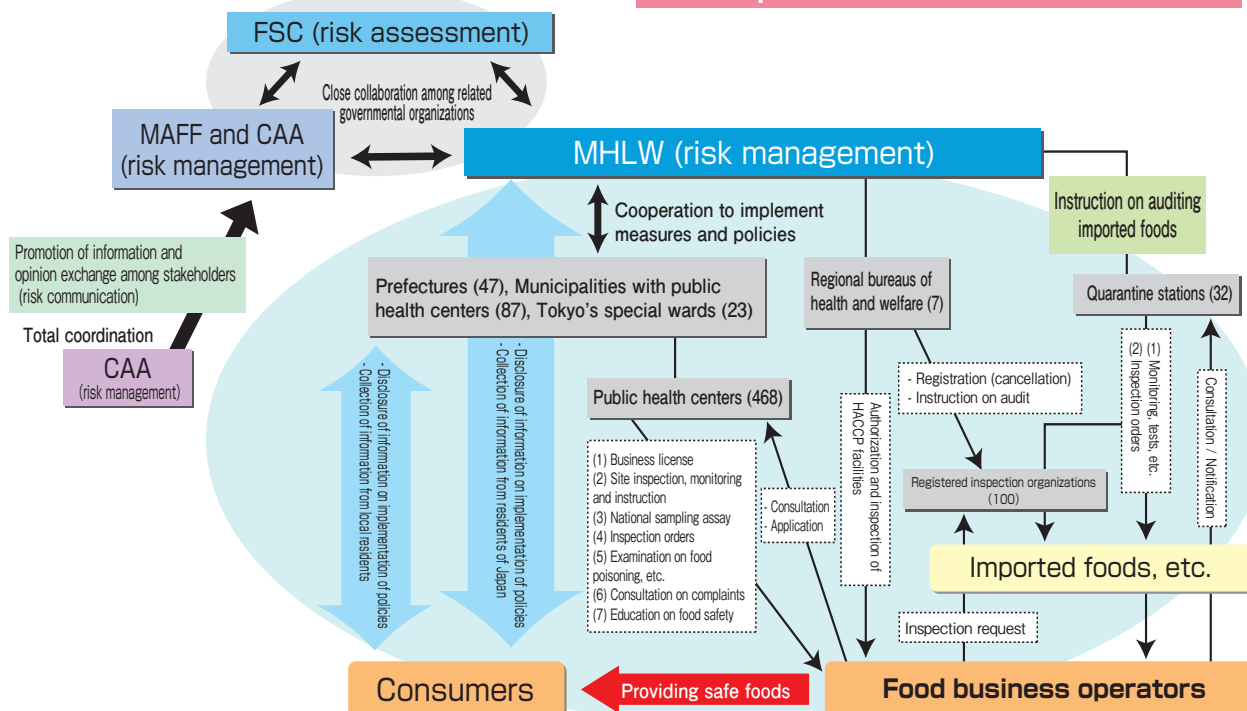 FSC (risk assessment)
Close collaboration among related
governmental organizations
MAFF and CAA
(risk management)
MHLW (risk management)
Instruction on auditing
imported foods
Cooperation to implement
measures and policies
Promotion of information and
opinion exchange among stakeholders
(risk communication)
Total coordination
CAA
(risk management)
Prefectures (47), Municipalities with public
health centers (87), Tokyo's special wards (23)
Regional bureaus of
health and welfare (7)
Quarantine stations (32)
- Disclosure of information on implementation of policies
- Collection of information from local residents
- Disclosure of information on implementation of policies
- Collection of information from residents of Japan
Public health centers (468)
(1) Business license
(2) Site inspection, monitoring
and instruction
(3) National sampling assay
(4) Inspection orders
(5) Examination on food
poisoning, etc.
(6) Consultation on complaints
(7) Education on food safety
- Consultation
- Application
Authorization and inspection of
HACCP facilities
- Registration (cancellation)
- Instruction on audit
Registered inspection organizations
(100)
(1) Monitoring, tests, etc.
(2) Inspection orders
Consultation / Notification
Imported foods, etc.
Inspection request
Consumers
Providing safe foods
Food business operators